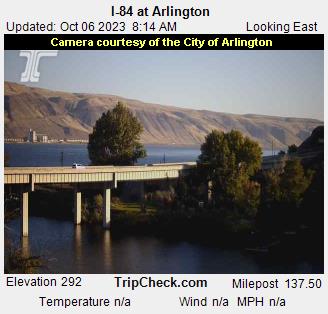 I-84 at Arlington
Updated: Oct 06 2023 8:14 AM Looking East
Camera courtesy of the City of Arlington
Elevation 292 TripCheck.com Milepost 137.50
Temperature n/a Wind n/a MPH n/a